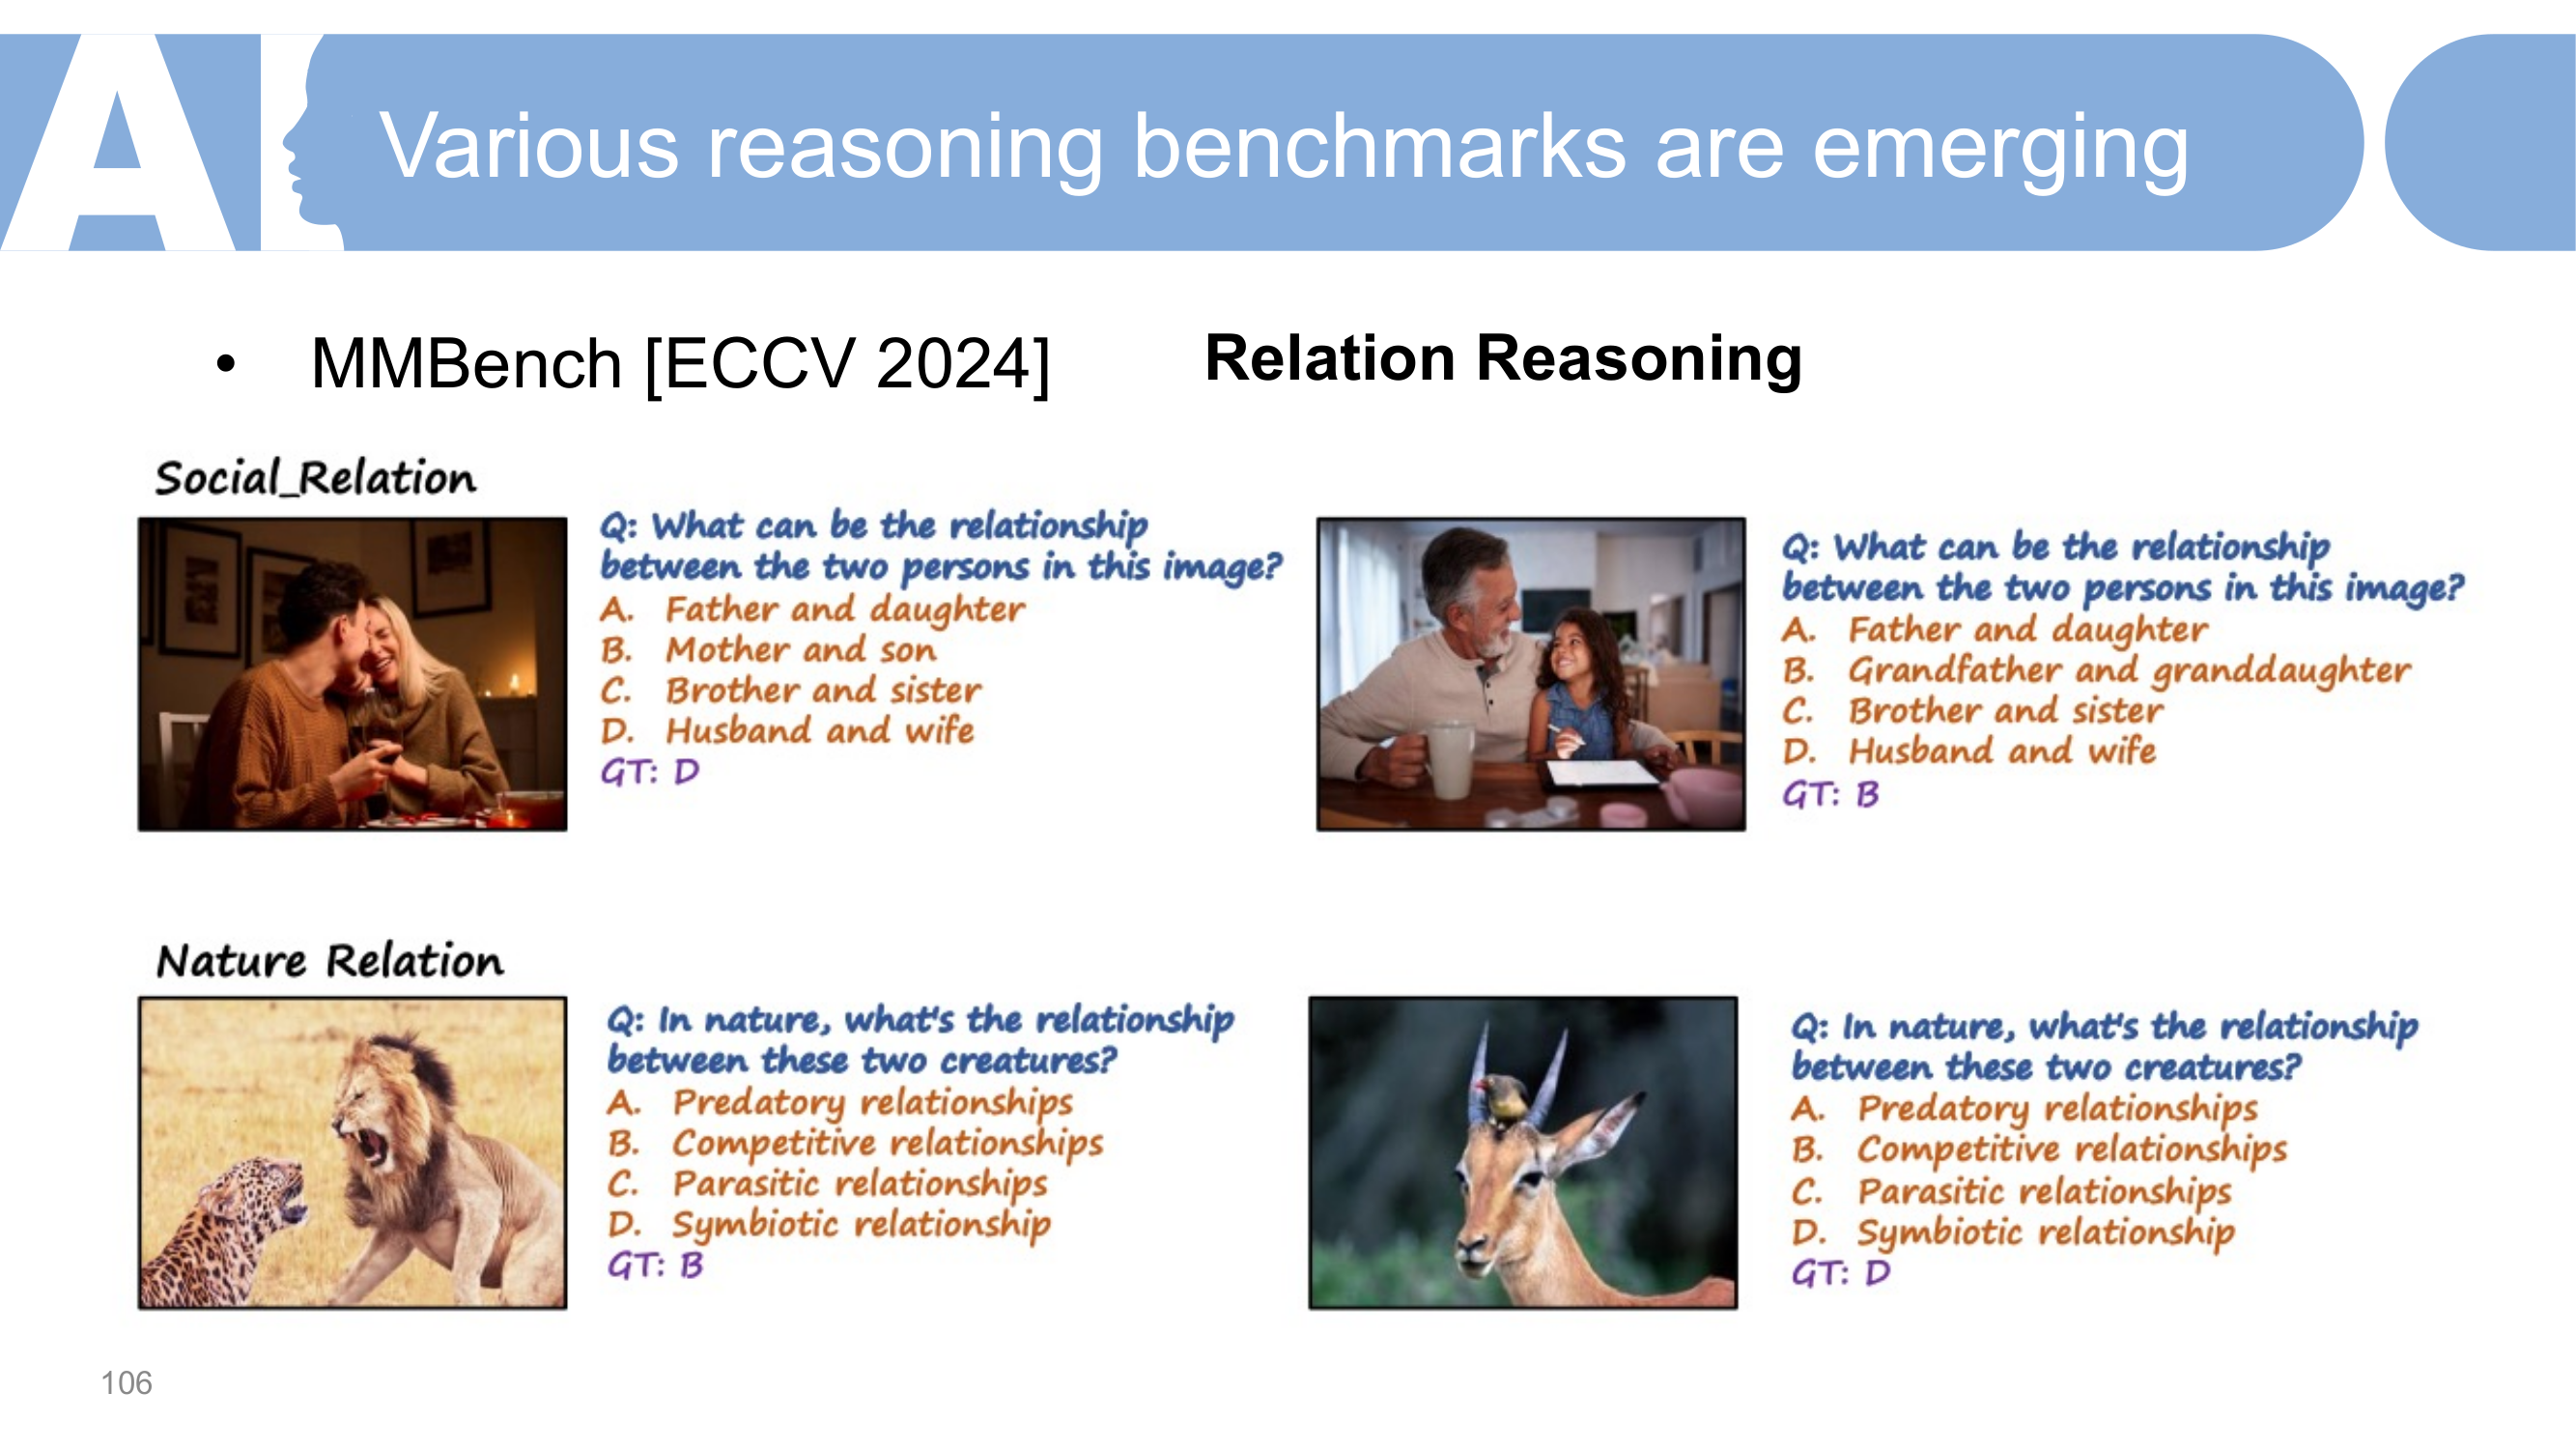 AI
Various reasoning benchmarks are emerging
• MMBench [ECCV 2024]
Relation Reasoning
Social_Relation
Q: What can be the relationship
between the two persons in this image?
A. Father and daughter
B. Mother and son
C. Brother and sister
D. Husband and wife
GT: D
Q: What can be the relationship
between the two persons in this image?
A. Father and daughter
B. Grandfather and granddaughter
C. Brother and sister
D. Husband and wife
GT: B
Nature Relation
Q: In nature, what's the relationship
between these two creatures?
A. Predatory relationships
B. Competitive relationships
C. Parasitic relationships
D. Symbiotic relationship
GT: B
Q: In nature, what's the relationship
between these two creatures?
A. Predatory relationships
B. Competitive relationships
C. Parasitic relationships
D. Symbiotic relationship
GT: D
106